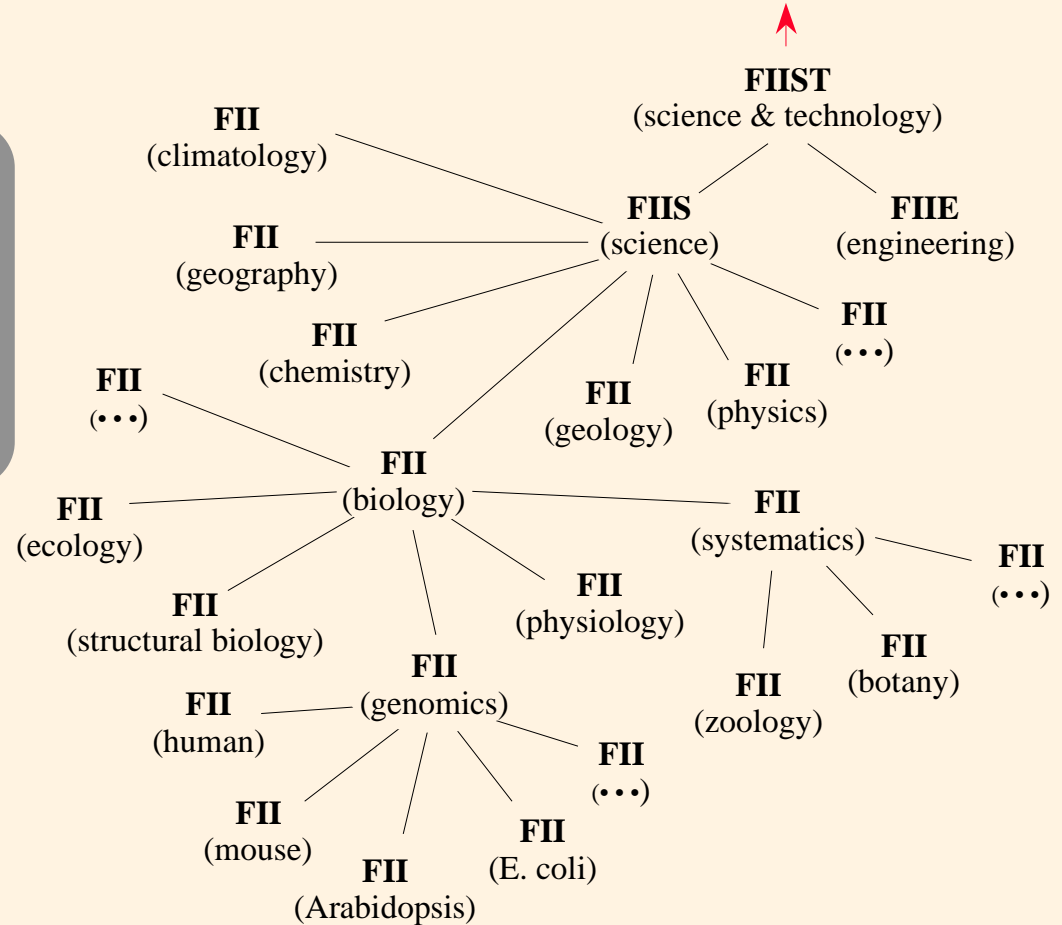 FIIST
(science & technology)
FII
(climatology)
FIIS
(science)
FIIE
(engineering)
FII
(geography)
FII
(•••)
FII
(chemistry)
FII
(physics)
FII
(•••)
FII
(geology)
FII
(biology)
FII
(systematics)
FII
(ecology)
FII
(•••)
FII
(physiology)
FII
(structural biology)
FII
(botany)
FII
(genomics)
FII
(zoology)
FII
(human)
FII
(•••)
FII
(mouse)
FII
(E. coli)
FII
(Arabidopsis)